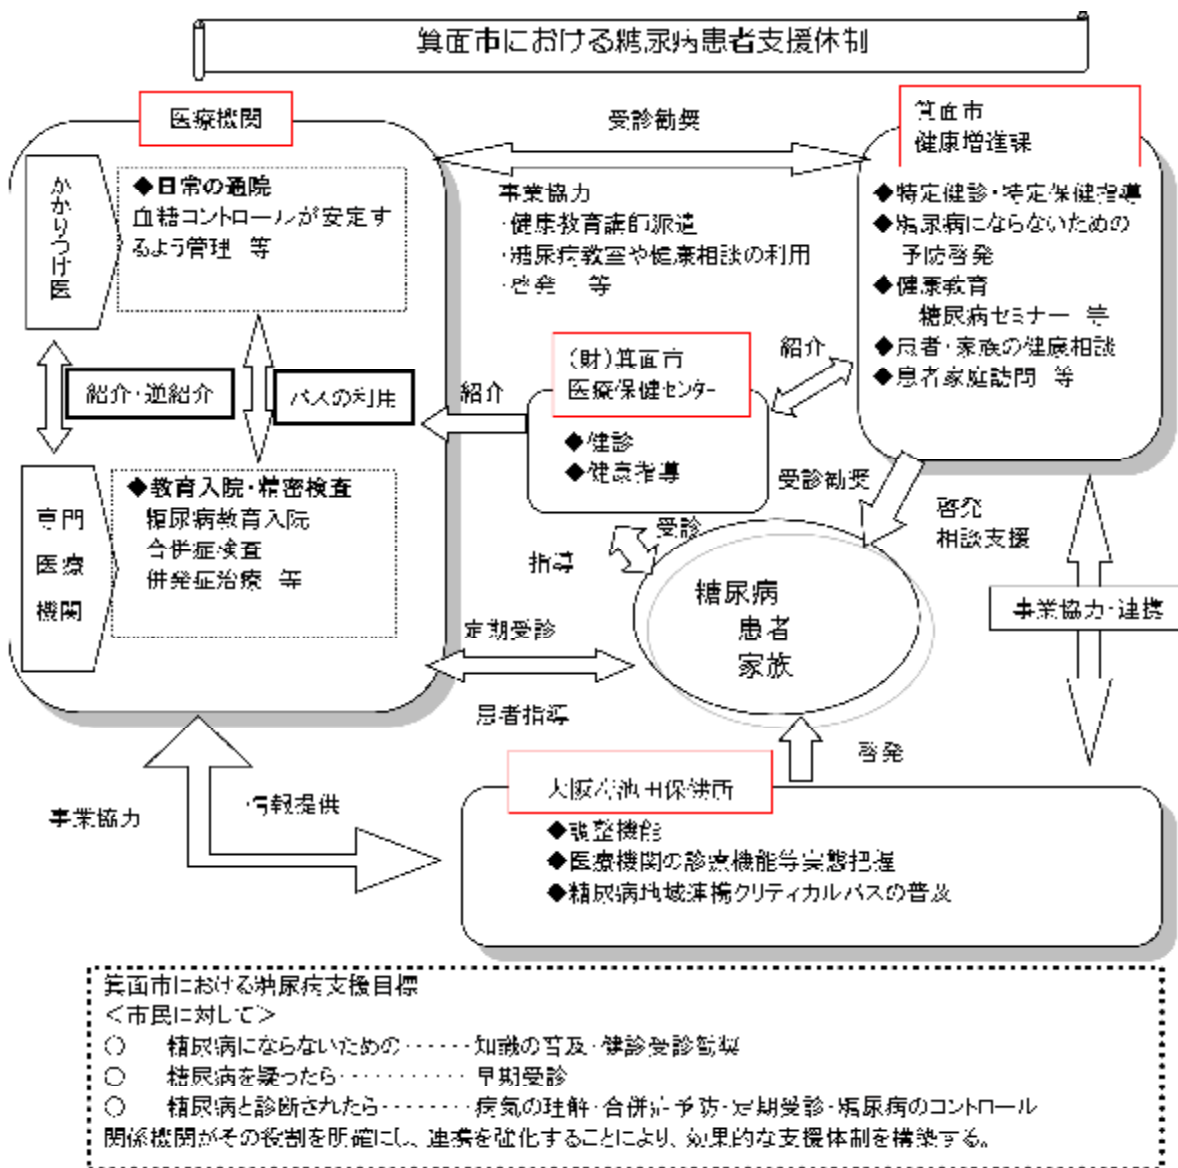 箕面市における糖尿病患者支援体制
医療機関
かかりつけ医
◆日常の通院
血糖コントロールが安定す
るよう管理 等
紹介・逆紹介
パスの利用
専門
医療
機関
◆教育入院・精密検査
糖尿病教育入院
合併症検査
併発症治療 等
受診勧奨
事業協力
・健康教育講師派遣
・糖尿病教室や健康相談の利用
・啓発 等
箕面市
健康増進課
◆特定健診・特定保健指導
◆糖尿病にならないための
予防啓発
◆健康教育
糖尿病セミナー 等
◆患者・家族の健康相談
◆患者家庭訪問 等
紹介
(財)箕面市
医療保健センター
◆健診
◆健康指導
紹介
受診勧奨
啓発
相談支援
受診
指導
糖尿病
患者
家族
定期受診
患者指導
事業協力・連携
啓発
事業協力
情報提供
大阪府池田保健所
◆調整機能
◆医療機関の診療機能等実態把握
◆糖尿病地域連携クリティカルパスの普及
箕面市における糖尿病支援目標
＜市民に対して＞
○ 糖尿病にならないための‥‥‥知識の普及・健診受診勧奨
○ 糖尿病を疑ったら‥‥‥‥‥‥早期受診
○ 糖尿病と診断されたら‥‥‥‥病気の理解・合併症予防・定期受診・糖尿病のコントロール
関係機関がその役割を明確にし、連携を強化することにより、効果的な支援体制を構築する。